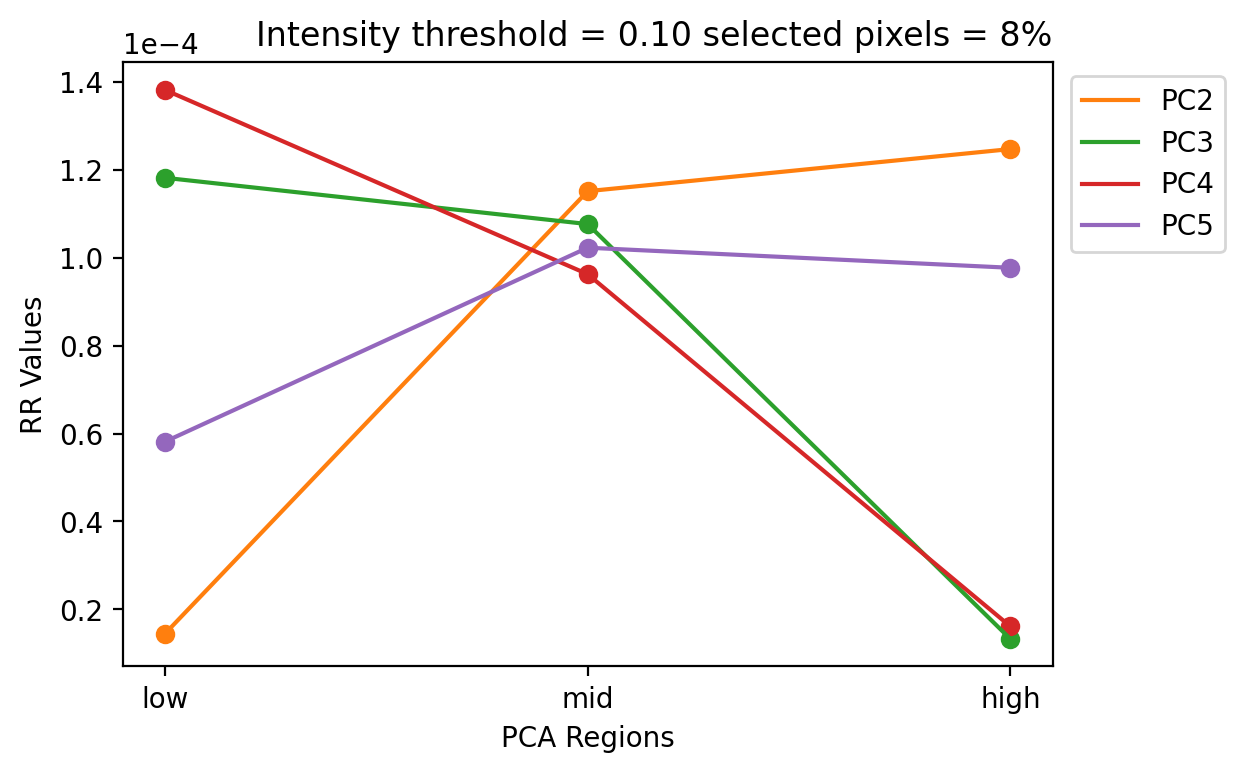 Intensity threshold = 0.10 selected pixels = 8%
1e−4
1.4
1.2
1.0
0.8
0.6
0.4
0.2
RR Values
low
mid
high
PCA Regions
PC2
PC3
PC4
PC5